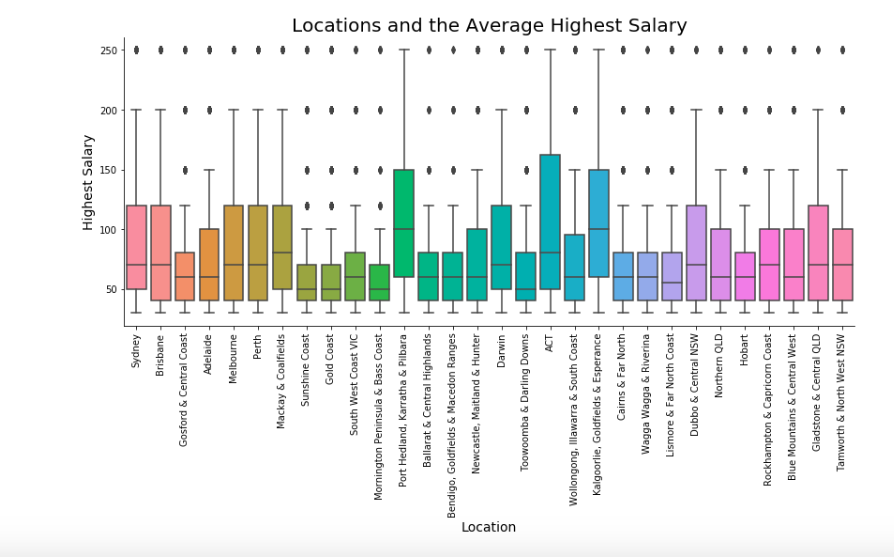 Locations and the Average Highest Salary
Highest Salary
250
200
150
100
50
Sydney
Brisbane
Gosford & Central Coast
Adelaide
Melbourne
Perth
Mackay & Coalfields
Sunshine Coast
Gold Coast
South West Coast VIC
Mornington Peninsula & Bass Coast
Port Hedland, Karratha & Pilbara
Ballarat & Central Highlands
Bendigo, Goldfields & Macedon Ranges
Newcastle, Maitland & Hunter
Darwin
Toowoomba & Darling Downs
ACT
Wollongong, Illawarra & South Coast
Kalgoorlie, Goldfields & Esperance
Cairns & Far North
Wagga Wagga & Riverina
Lismore & Far North Coast
Dubbo & Central NSW
Northern QLD
Hobart
Rockhampton & Capricorn Coast
Blue Mountains & Central West
Gladstone & Central QLD
Tamworth & North West NSW
Location